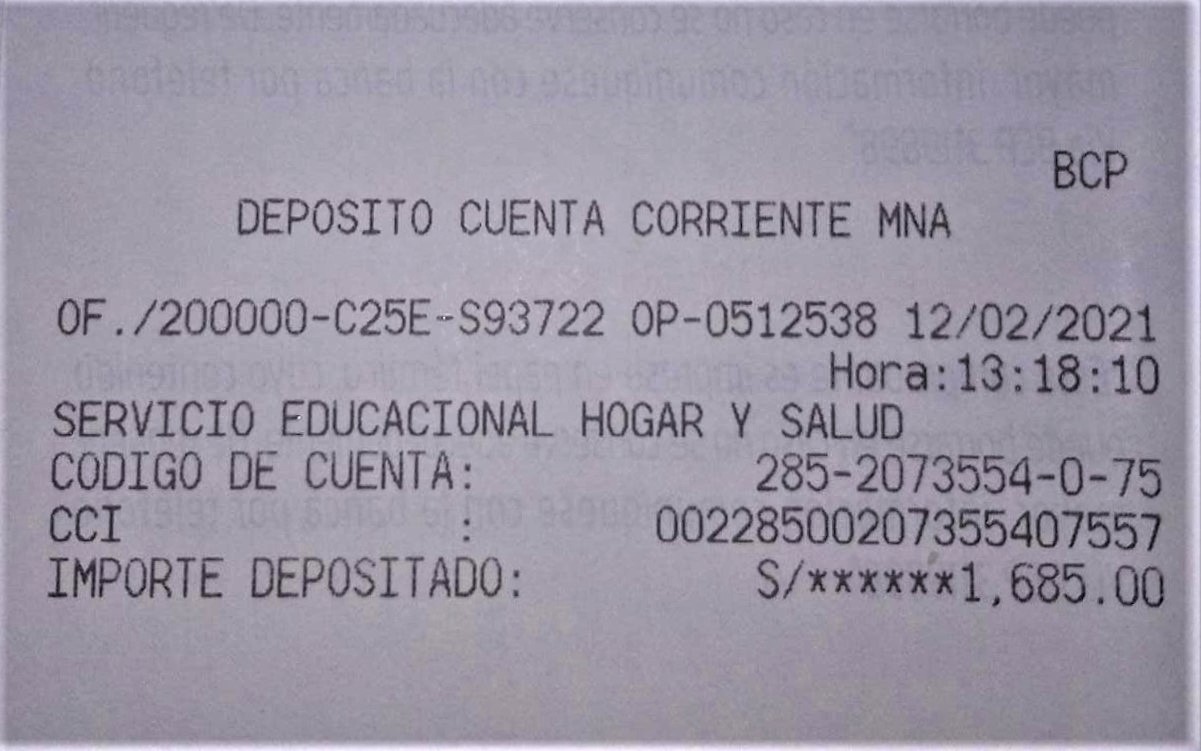 BCP
DEPOSITO CUENTA CORRIENTE MNA
OF./200000-C25E-S93722 OP-0512538 12/02/2021
Hora:13:18:10
SERVICIO EDUCACIONAL HOGAR Y SALUD
CODIGO DE CUENTA: 285-2073554-0-75
CCI : 00228500207355407557
IMPORTE DEPOSITADO: S/******1,685.00